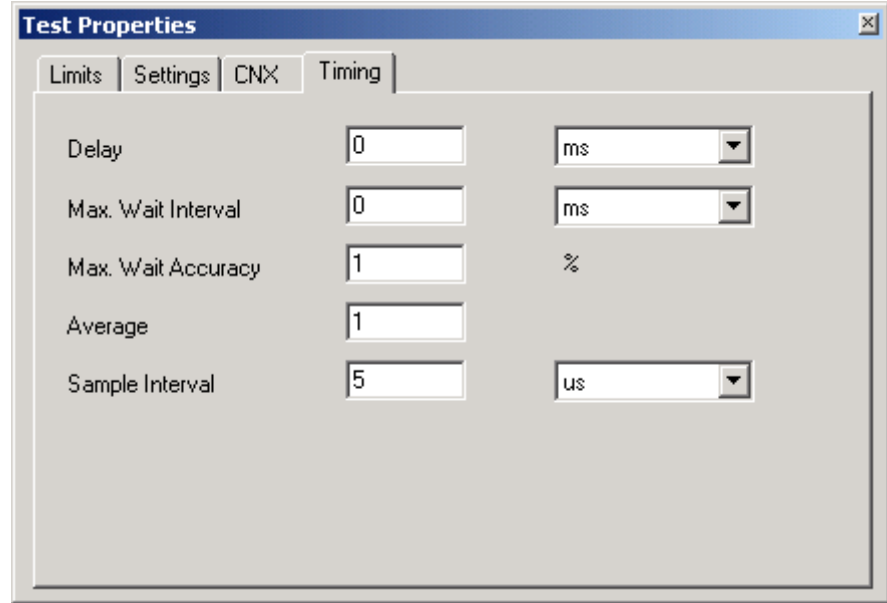 Test Properties
Limits Settings CNX Timing
Delay 0 ms
Max. Wait Interval 0 ms
Max. Wait Accuracy 1 %
Average 1
Sample Interval 5 us